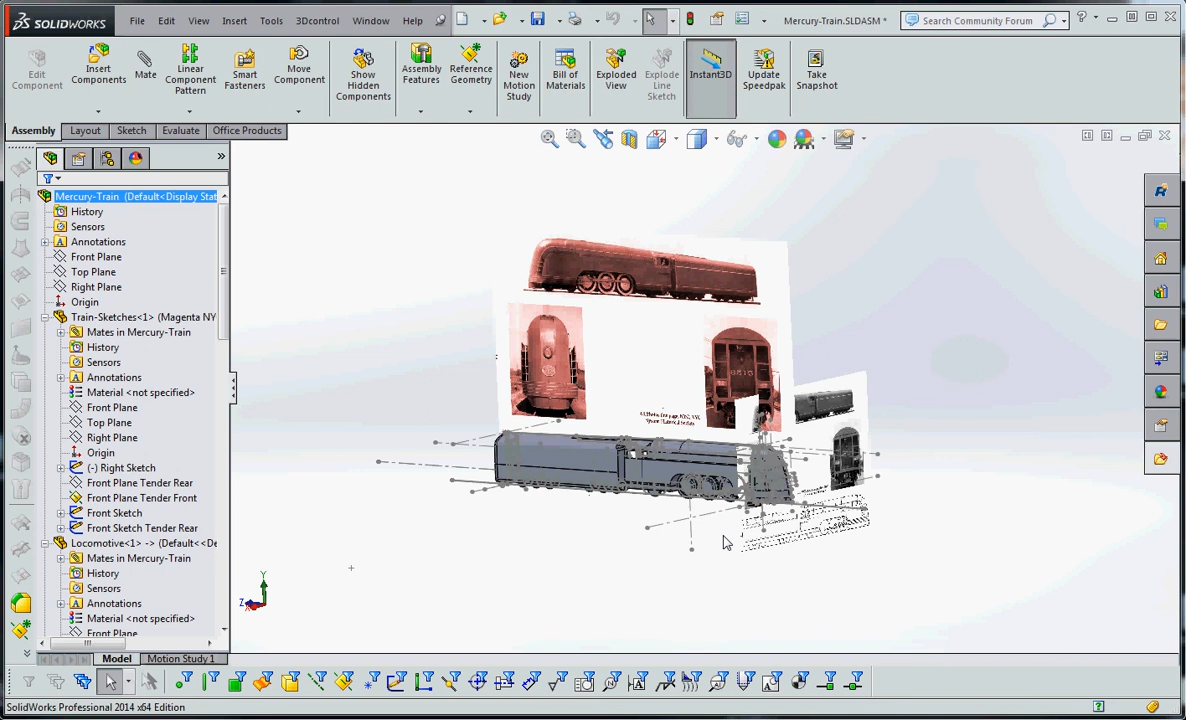 SOLIDWORKS File Edit View Insert Tools 3Dcontrol Window Help Mercury-Train.SLDASM * Search Community Forum
Edit Component
Insert Components
Mate
Linear Component Pattern
Smart Fasteners
Move Component
Show Hidden Components
Assembly Features
Reference Geometry
New Motion Study
Bill of Materials
Exploded View
Explode Line Sketch
Instant3D
Update Speedpak
Take Snapshot
Assembly Layout Sketch Evaluate Office Products
Mercury-Train (Default<Display Stat
History
Sensors
Annotations
Front Plane
Top Plane
Right Plane
Origin
Train-Sketches<1> (Magenta NY
Mates in Mercury-Train
History
Sensors
Annotations
Material <not specified>
Front Plane
Top Plane
Right Plane
Origin
(-) Right Sketch
Front Plane Tender Rear
Front Plane Tender Front
Front Sketch
Front Sketch Tender Rear
Locomotive<1> -> (Default<<De
Mates in Mercury-Train
History
Sensors
Annotations
Material <not specified>
Front Plane
Y
Z
Model Motion Study 1
SolidWorks Professional 2014 x64 Edition